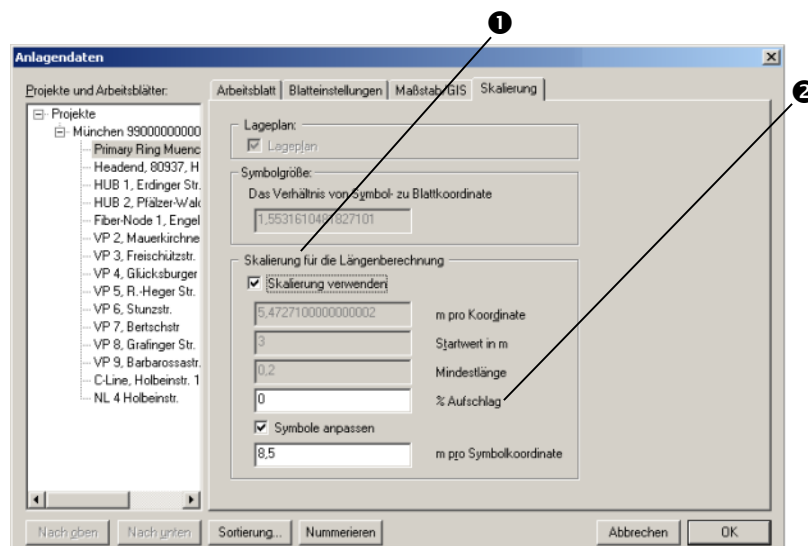 ❶
Anlagendaten
❷
Projekte und Arbeitsblätter:
Arbeitsblatt
Blatteinstellungen
Maßstab/GIS
Skalierung
Projekte
München 99000000000
Primary Ring Muenc
Headend, 80937, H
HUB 1, Erdinger Str.
HUB 2, Pfälzer-Walc
Fiber-Node 1, Engel
VP 2, Mauerkirchne
VP 3, Freischützstr.
VP 4, Glücksburger
VP 5, R.-Heger Str.
VP 6, Stunzstr.
VP 7, Bertschstr
VP 8, Grafinger Str.
VP 9, Barbarossastr.
C-Line, Holbeinstr. 1
NL 4 Holbeinstr.
Lageplan:
Lageplan
Symbolgröße:
Das Verhältnis von Symbol- zu Blattkoordinate
Skalierung für die Längenberechnung
Skalierung verwenden
5,4727100000000002 m pro Koordinate
3 Startwert in m
0,2 Mindestlänge
0 % Aufschlag
Symbole anpassen
8,5 m pro Symbolkoordinate
Nach oben
Nach unten
Sortierung...
Nummerieren
Abbrechen
OK